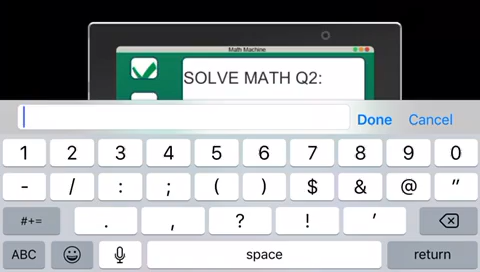 Math Machine
SOLVE MATH Q2:
Done Cancel
1 2 3 4 5 6 7 8 9 0
- / : ; ( ) $ & @ "
#+= . , ? ! ’
ABC space return